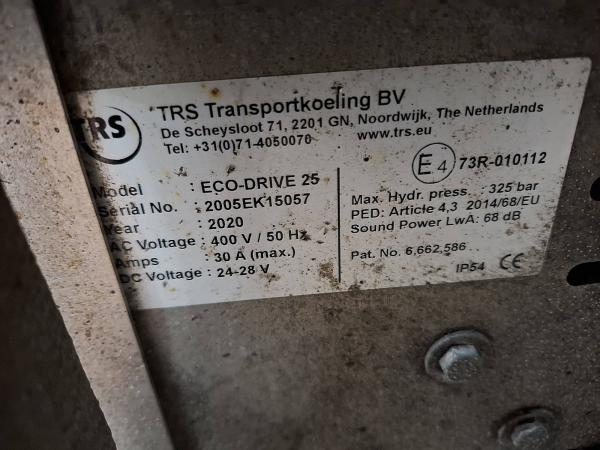 TRS
TRS Transportkoeling BV
De Scheysloot 71, 2201 GN, Noordwijk, The Netherlands
Tel: +31(0)71-4050070
www.trs.eu
E4 73R-010112
Model : ECO-DRIVE 25
Serial No. : 2005EK15057
Year : 2020
AC Voltage : 400 V / 50 Hz
Amps : 30 A (max.)
DC Voltage : 24-28 V
Max. Hydr. press. : 325 bar
PED: Article 4,3 2014/68/EU
Sound Power LwA: 68 dB
Pat. No. 6,662,586
IP54 CE